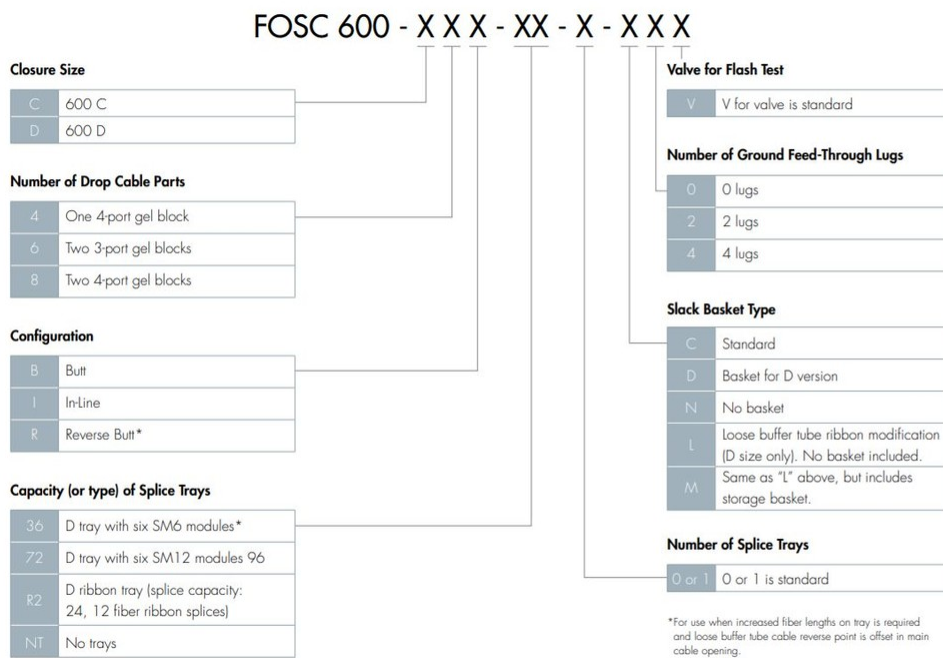 FOSC 600 - X X X - XX - X - X X X
Closure Size
C 600 C
D 600 D
Number of Drop Cable Parts
4 One 4-port gel block
6 Two 3-port gel blocks
8 Two 4-port gel blocks
Configuration
B Butt
I In-Line
R Reverse Butt*
Capacity (or type) of Splice Trays
36 D tray with six SM6 modules*
72 D tray with six SM12 modules 96
R2 D ribbon tray (splice capacity:
24, 12 fiber ribbon splices)
NT No trays
Valve for Flash Test
V V for valve is standard
Number of Ground Feed-Through Lugs
0 0 lugs
2 2 lugs
4 4 lugs
Slack Basket Type
C Standard
D Basket for D version
N No basket
L Loose buffer tube ribbon modification
(D size only). No basket included.
M Same as "L" above, but includes
storage basket.
Number of Splice Trays
0 or 1 0 or 1 is standard
*For use when increased fiber lengths on tray is required
and loose buffer tube cable reverse point is offset in main
cable opening.